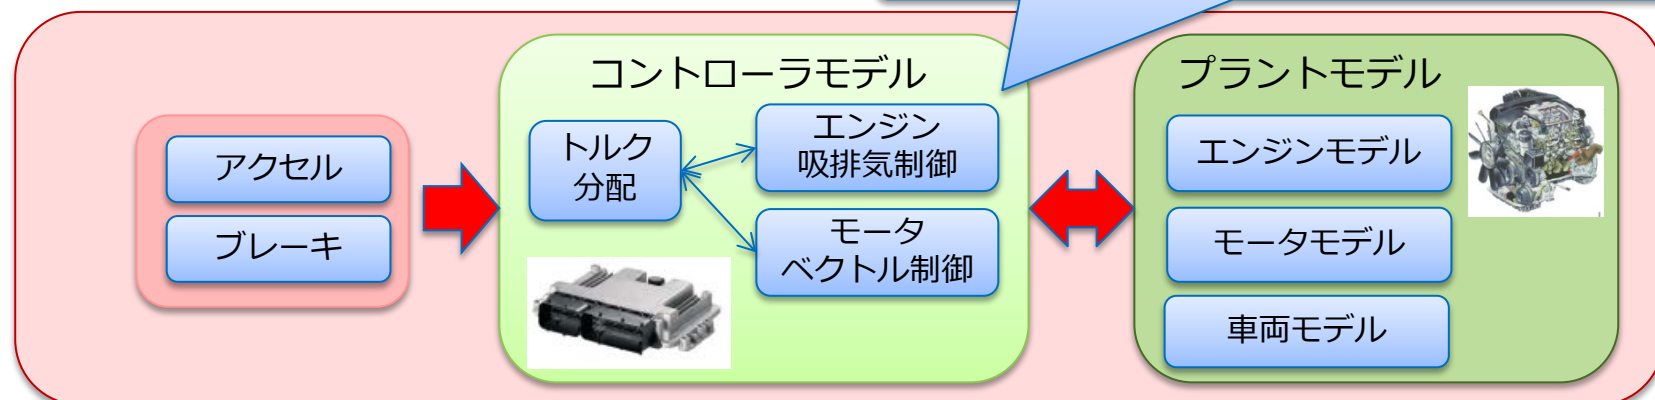 アクセル
ブレーキ
コントローラモデル
トルク
分配
エンジン
吸排気制御
モータ
ベクトル制御
プラントモデル
エンジンモデル
モータモデル
車両モデル